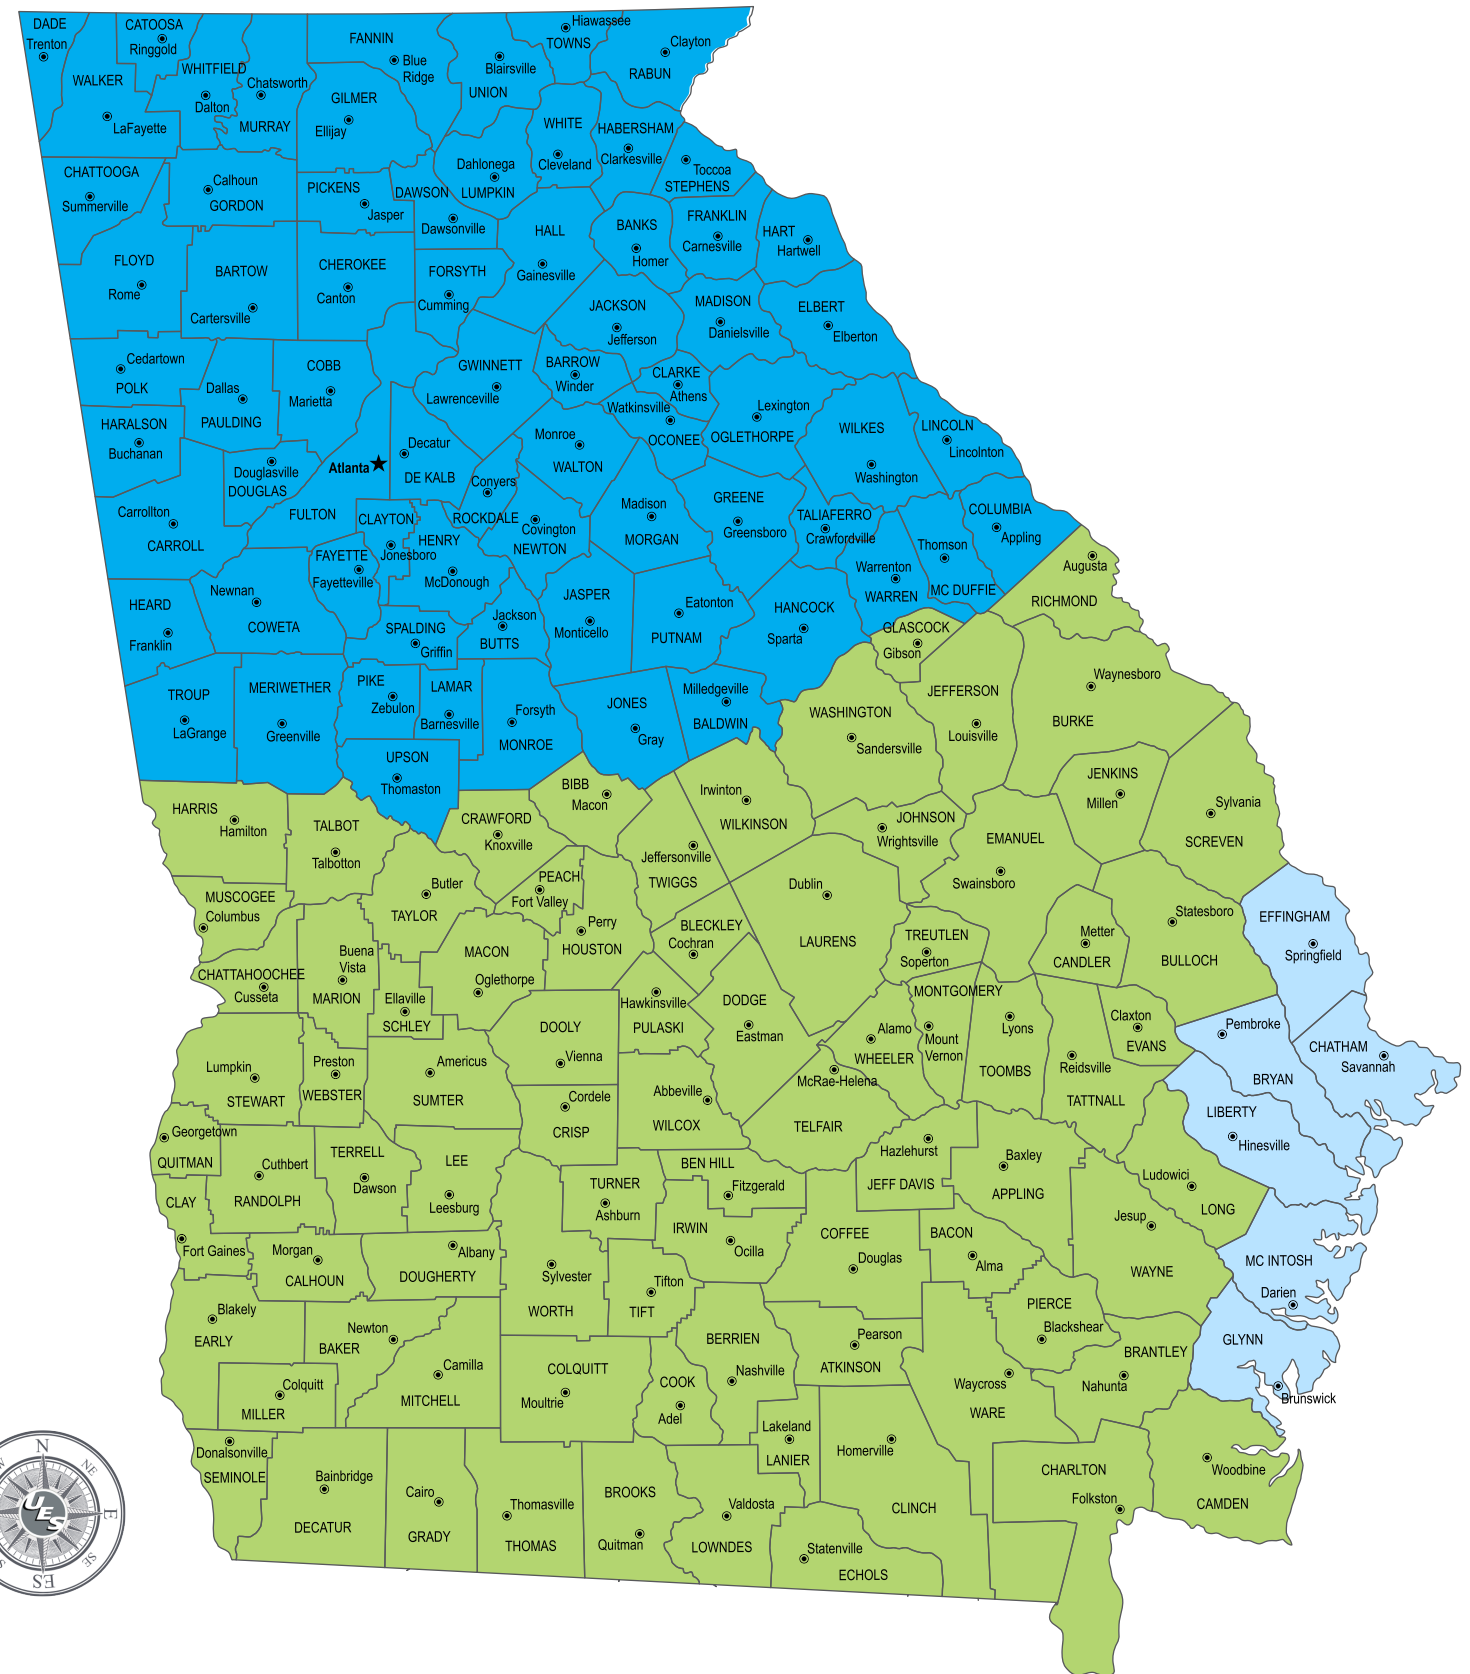 DADE
Trenton
CATOOSA
Ringgold
WALKER
LaFayette
WHITFIELD
Dalton
Chatsworth
MURRAY
FANNIN
Blue
Ridge
GILMER
Ellijay
Blairsville
UNION
Hiawassee
TOWNS
Clayton
RABUN
WHITE
Cleveland
HABERSHAM
Clarkesville
Toccoa
STEPHENS
CHATTOOGA
Summerville
Calhoun
GORDON
PICKENS
Jasper
DAWSON
Dawsonville
Dahlonega
LUMPKIN
HALL
Gainesville
BANKS
Homer
FRANKLIN
Carnesville
HART
Hartwell
FLOYD
Rome
BARTOW
Cartersville
CHEROKEE
Canton
FORSYTH
Cumming
JACKSON
Jefferson
MADISON
Danielsville
ELBERT
Elberton
Cedartown
POLK
Dallas
PAULDING
COBB
Marietta
GWINNETT
Lawrenceville
BARROW
Winder
CLARKE
Athens
Watkinsville
OCONEE
Lexington
OGLETHORPE
WILKES
Washington
LINCOLN
Lincolnton
HARALSON
Buchanan
Douglasville
DOUGLAS
Atlanta
FULTON
Decatur
DE KALB
Conyers
ROCKDALE
Monroe
WALTON
Carrollton
CARROLL
CLAYTON
Jonesboro
HENRY
McDonough
Covington
NEWTON
Madison
MORGAN
GREENE
Greensboro
TALIAFERRO
Crawfordville
COLUMBIA
Appling
Thomson
MC DUFFIE
Warrenton
WARREN
FAYETTE
Fayetteville
Newnan
COWETA
HEARD
Franklin
SPALDING
Griffin
Jackson
BUTTS
JASPER
Monticello
Eatonton
PUTNAM
HANCOCK
Sparta
GLASCOCK
Gibson
Augusta
RICHMOND
TROUP
LaGrange
MERIWETHER
Greenville
PIKE
Zebulon
LAMAR
Barnesville
Forsyth
MONROE
JONES
Gray
Milledgeville
BALDWIN
WASHINGTON
Sandersville
JEFFERSON
Louisville
Waynesboro
BURKE
UPSON
Thomaston
HARRIS
Hamilton
TALBOT
Talbotton
CRAWFORD
Knoxville
BIBB
Macon
Irwinton
WILKINSON
JOHNSON
Wrightsville
JENKINS
Millen
Sylvania
SCREVEN
EMANUEL
Swainsboro
Jeffersonville
TWIGGS
MUSCOGEE
Columbus
Butler
TAYLOR
PEACH
Fort Valley
Perry
HOUSTON
BLECKLEY
Cochran
Dublin
LAURENS
TREUTLEN
Soperton
Metter
CANDLER
Statesboro
BULLOCH
EFFINGHAM
Springfield
CHATTAHOOCHEE
Cusseta
Buena
Vista
MARION
Ellaville
SCHLEY
MACON
Oglethorpe
DOOLY
Vienna
Hawkinsville
PULASKI
DODGE
Eastman
MONTGOMERY
Mount
Vernon
Alamo
WHEELER
Lyons
TOOMBS
Reidsville
TATTNALL
Claxton
EVANS
Pembroke
BRYAN
CHATHAM
Savannah
Lumpkin
STEWART
Preston
WEBSTER
Americus
SUMTER
Cordele
CRISP
Abbeville
WILCOX
McRae-Helena
TELFAIR
Hazlehurst
JEFF DAVIS
Baxley
APPLING
LIBERTY
Hinesville
Ludowici
LONG
Georgetown
QUITMAN
Cuthbert
RANDOLPH
TERRELL
Dawson
LEE
Leesburg
TURNER
Ashburn
BEN HILL
Fitzgerald
IRWIN
Ocilla
COFFEE
Douglas
BACON
Alma
Jesup
WAYNE
MC INTOSH
Darien
CLAY
Fort Gaines
Morgan
CALHOUN
Albany
DOUGHERTY
Sylvester
WORTH
Tifton
TIFT
PIERCE
Blackshear
BRANTLEY
Nahunta
GLYNN
Brunswick
Blakely
EARLY
Newton
BAKER
Camilla
MITCHELL
COLQUITT
Moultrie
BERRIEN
Nashville
COOK
Adel
Pearson
ATKINSON
Waycross
WARE
Colquitt
MILLER
Lakeland
LANIER
Homerville
CLINCH
CHARLTON
Folkston
Woodbine
CAMDEN
Donalsonville
SEMINOLE
Bainbridge
DECATUR
Cairo
GRADY
Thomasville
THOMAS
BROOKS
Quitman
Valdosta
LOWNDES
Statenville
ECHOLS
N
NE
E
SE
ES
S
W
UES